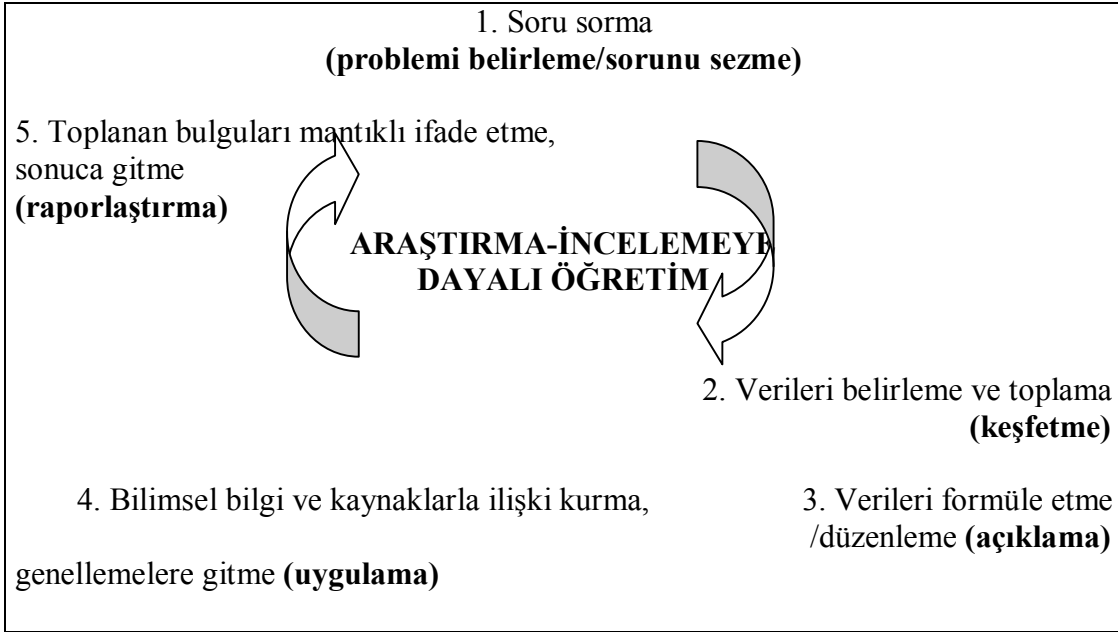 1. Soru sorma
(problemi belirleme/sorunu sezme)
5. Toplanan bulguları mantıklı ifade etme,
sonuca gitme
(raporlaştırma)
ARAŞTIRMA-İNCELEMEYE
DAYALI ÖĞRETİM
2. Verileri belirleme ve toplama
(keşfetme)
3. Verileri formüle etme
/düzenleme (açıklama)
4. Bilimsel bilgi ve kaynaklarla ilişki kurma,
genellemelere gitme (uygulama)